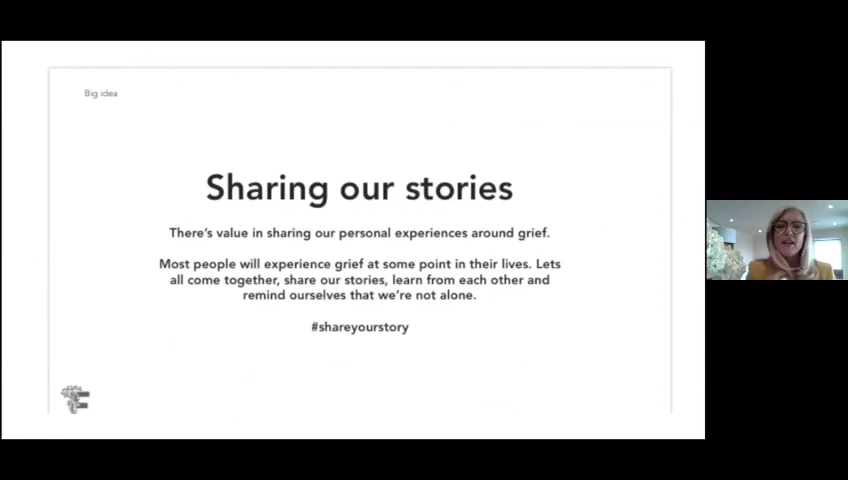 Big idea
Sharing our stories
There's value in sharing our personal experiences around grief.
Most people will experience grief at some point in their lives. Lets
all come together, share our stories, learn from each other and
remind ourselves that we're not alone.
#shareyourstory
F